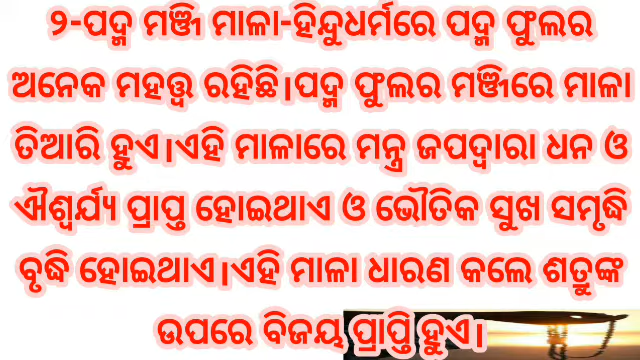 ୨-ପଦ୍ମ ମଞ୍ଜି ମାଳା-ହିନ୍ଦୁଧର୍ମରେ ପଦ୍ମ ଫୁଲର
ଅନେକ ମହତ୍ତ୍ୱ ରହିଛି।ପଦ୍ମ ଫୁଲର ମଞ୍ଜିରେ ମାଳା
ତିଆରି ହୁଏ।ଏହି ମାଳାରେ ମନ୍ତ୍ର ଜପଦ୍ୱାରା ଧନ ଓ
ଐଶ୍ୱର୍ଯ୍ୟ ପ୍ରାପ୍ତ ହୋଇଥାଏ ଓ ଭୌତିକ ସୁଖ ସମୃଦ୍ଧି
ବୃଦ୍ଧି ହୋଇଥାଏ।ଏହି ମାଳା ଧାରଣ କଲେ ଶତ୍ରୁଙ୍କ
ଉପରେ ବିଜୟ ପ୍ରାପ୍ତି ହୁଏ।